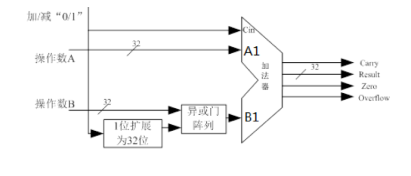 加/减“0/1”
Cin
32
A1
操作数A
加法器
Carry
32
Result
Zero
Overflow
操作数B
32
异或门
阵列
B1
1位扩展
为32位